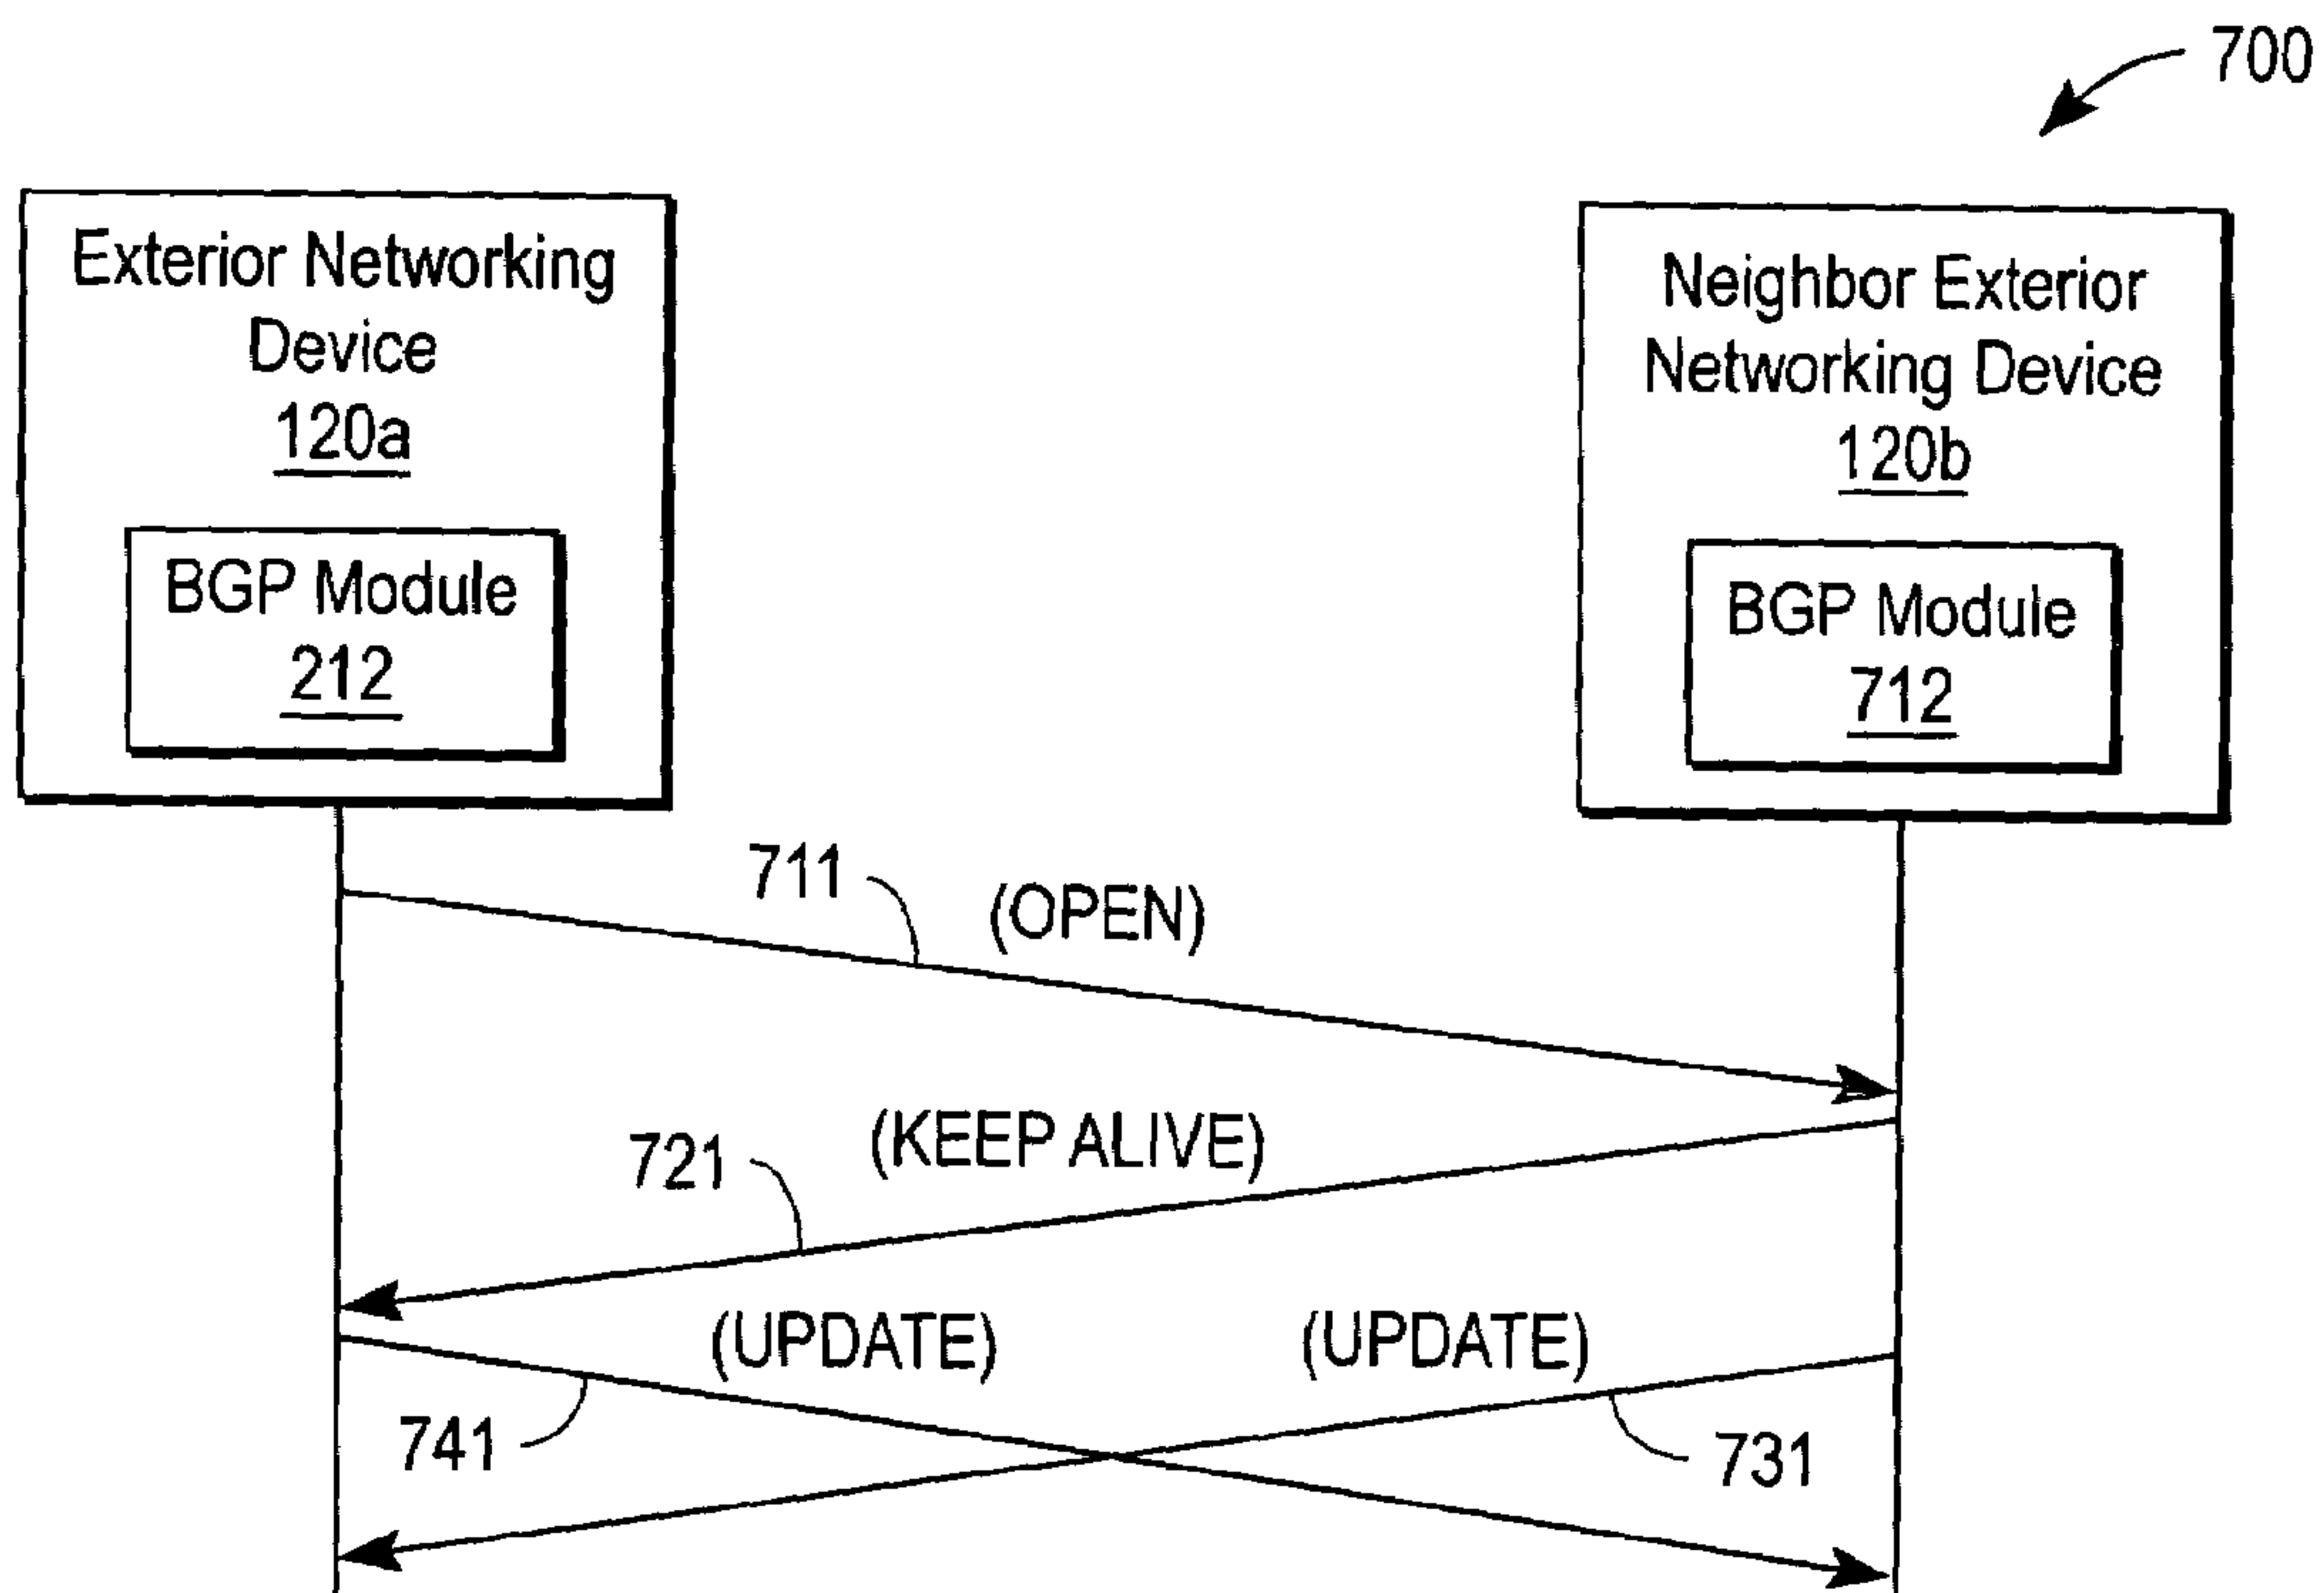 700
Exterior Networking
Device
120a
BGP Module
212
Neighbor Exterior
Networking Device
120b
BGP Module
712
711
(OPEN)
(KEEP ALIVE)
721
(UPDATE)
(UPDATE)
741
731